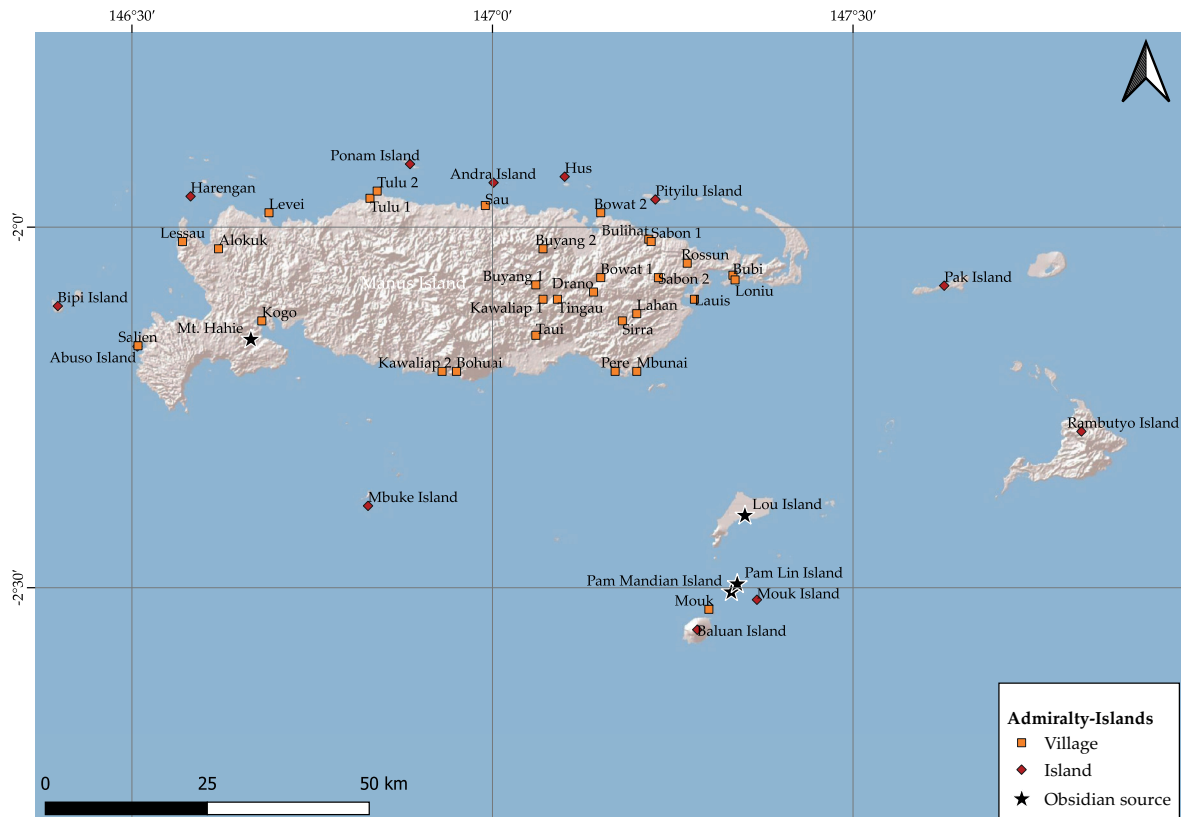 146°30′
147°0′
147°30′
Ponam Island
Hus
Andra Island
Tulu 2
Harengan
Pityilu Island
Levei
Tulu 1
Sau
Bowat 2
-2°0′
Lessau
Alokuk
Buyang 2
Bulihat
Sabon 1
Rossun
Bubi
Bowat 1
Buyang 1
Drano
Sabon 2
Pak Island
Manus Island
Loniu
Bipi Island
Lauis
Kawaliap 1
Tingau
Lahan
Kogo
Mt. Hahie
Taui
Sirra
Salien
Abuso Island
Kawaliap 2
Bohuai
Pere
Mbunai
Rambutyo Island
Mbuke Island
Lou Island
Pam Lin Island
Pam Mandian Island
-2°30′
Mouk Island
Mouk
Baluan Island
Admiralty-Islands
Village
Island
Obsidian source
0
25
50 km